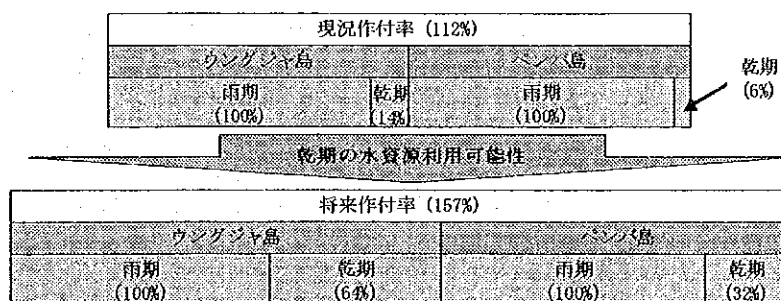 現況作付率 (112%)
ウングジャ島 ペンバ島
雨期 乾期 雨期 乾期
(100%) (14%) (100%) (6%)
乾期の水資源利用可能性
将来作付率 (157%)
ウングジャ島 ペンバ島
雨期 乾期 雨期 乾期
(100%) (64%) (100%) (32%)